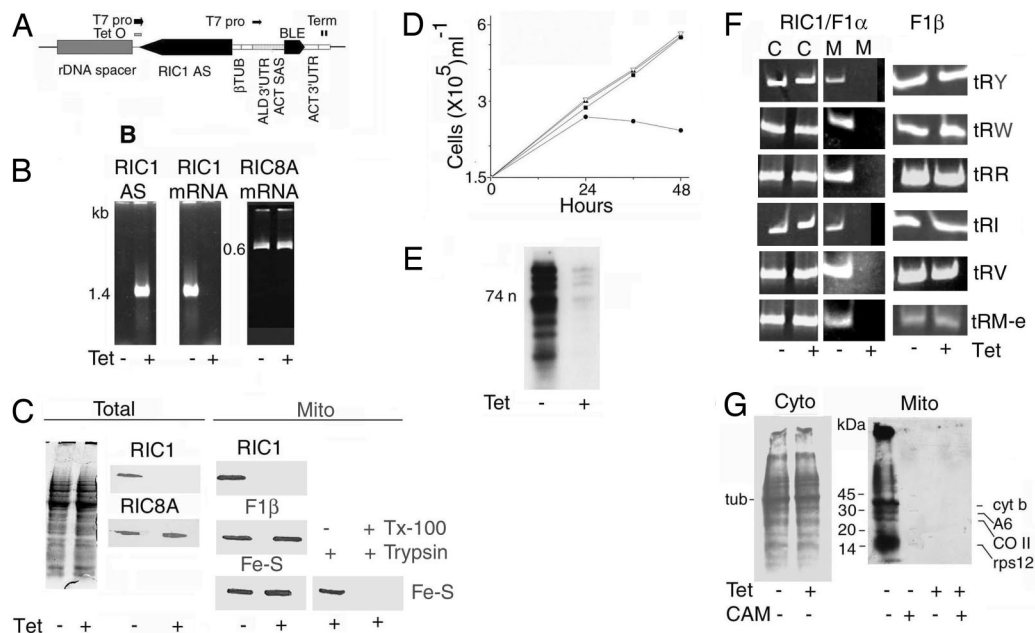 A
T7 pro
Tet O
T7 pro
Term
BLE
rDNA spacer
RIC1 AS
βTUB
ALD 3'UTR
ACT SAS
ACT 3'UTR
B
B
RIC1 AS
RIC1 mRNA
RIC8A mRNA
kb
1.4
0.6
Tet - + - + - +
C
Total
Mito
RIC1
RIC8A
RIC1
F1β
Fe-S
- + Tx-100
+ + Trypsin
Fe-S
Tet - + - + - + + +
D
Cells (X10⁵)ml⁻¹
6
3
1.5
0 24 48
Hours
E
74 n
Tet - +
F
RIC1/F1α
F1β
C C M M
tRY
tRW
tRR
tRI
tRV
tRM-e
- + - + - + Tet
G
Cyto
Mito
kDa
tub
45
30
20
14
cyt b
A6
CO II
rps12
Tet - + - - + +
CAM - - - + - +